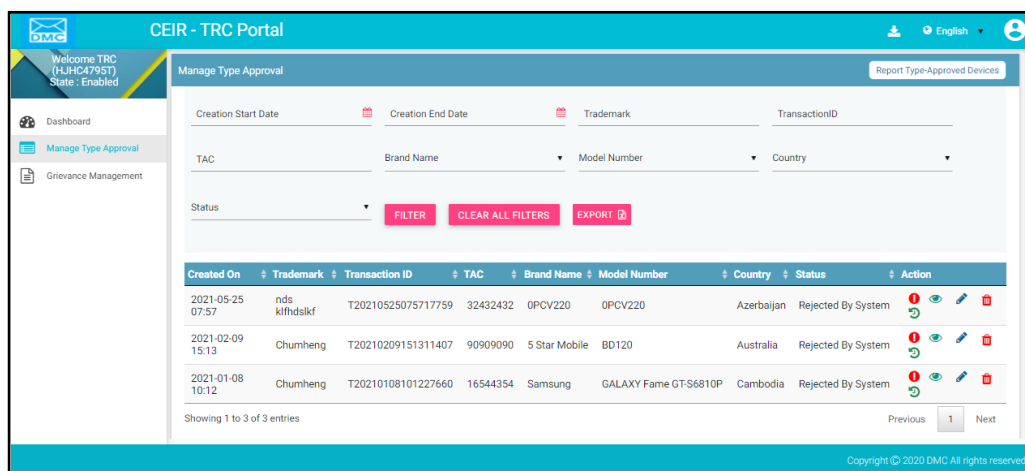 DMC
CEIR - TRC Portal
English
Welcome TRC
(HJHC4795T)
State : Enabled
Manage Type Approval
Report Type-Approved Devices
Dashboard
Manage Type Approval
Grievance Management
Creation Start Date
Creation End Date
Trademark
TransactionID
TAC
Brand Name
Model Number
Country
Status
FILTER
CLEAR ALL FILTERS
EXPORT
Created On Trademark Transaction ID TAC Brand Name Model Number Country Status Action
2021-05-25 07:57 nds klfhdslkf T20210525075717759 32432432 0PCV220 0PCV220 Azerbaijan Rejected By System
2021-02-09 15:13 Chumheng T20210209151311407 90909090 5 Star Mobile BD120 Australia Rejected By System
2021-01-08 10:12 Chumheng T20210108101227660 16544354 Samsung GALAXY Fame GT-S6810P Cambodia Rejected By System
Showing 1 to 3 of 3 entries
Previous 1 Next
Copyright © 2020 DMC All rights reserved